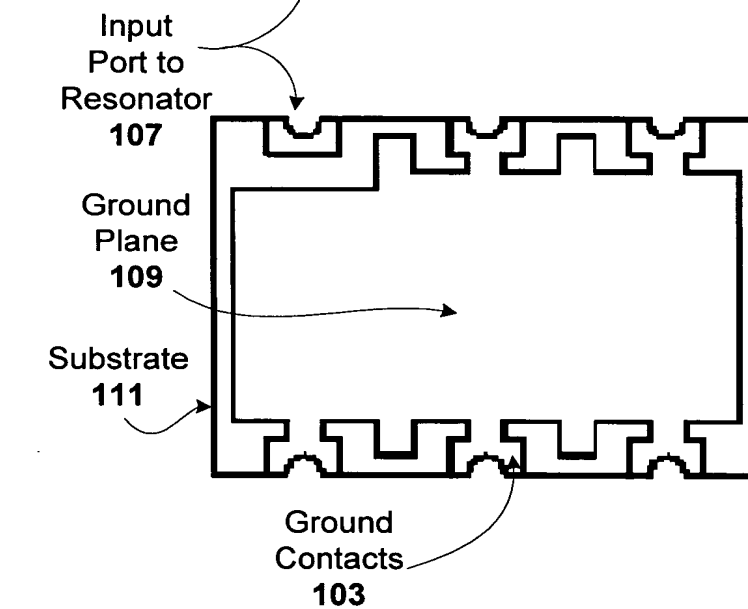 Input
Port to
Resonator
107
Ground
Plane
109
Substrate
111
Ground
Contacts
103